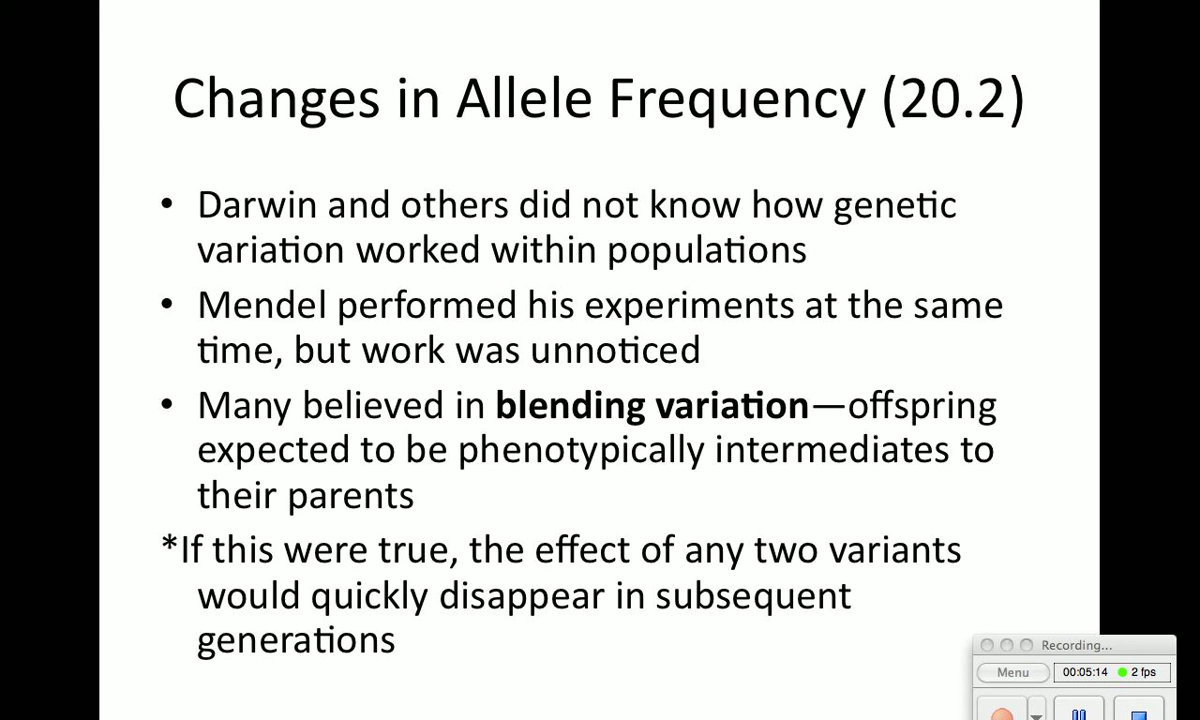 Changes in Allele Frequency (20.2)
• Darwin and others did not know how genetic
variation worked within populations
• Mendel performed his experiments at the same
time, but work was unnoticed
• Many believed in blending variation—offspring
expected to be phenotypically intermediates to
their parents
*If this were true, the effect of any two variants
would quickly disappear in subsequent
generations
Recording...
Menu 00:05:14 2 fps